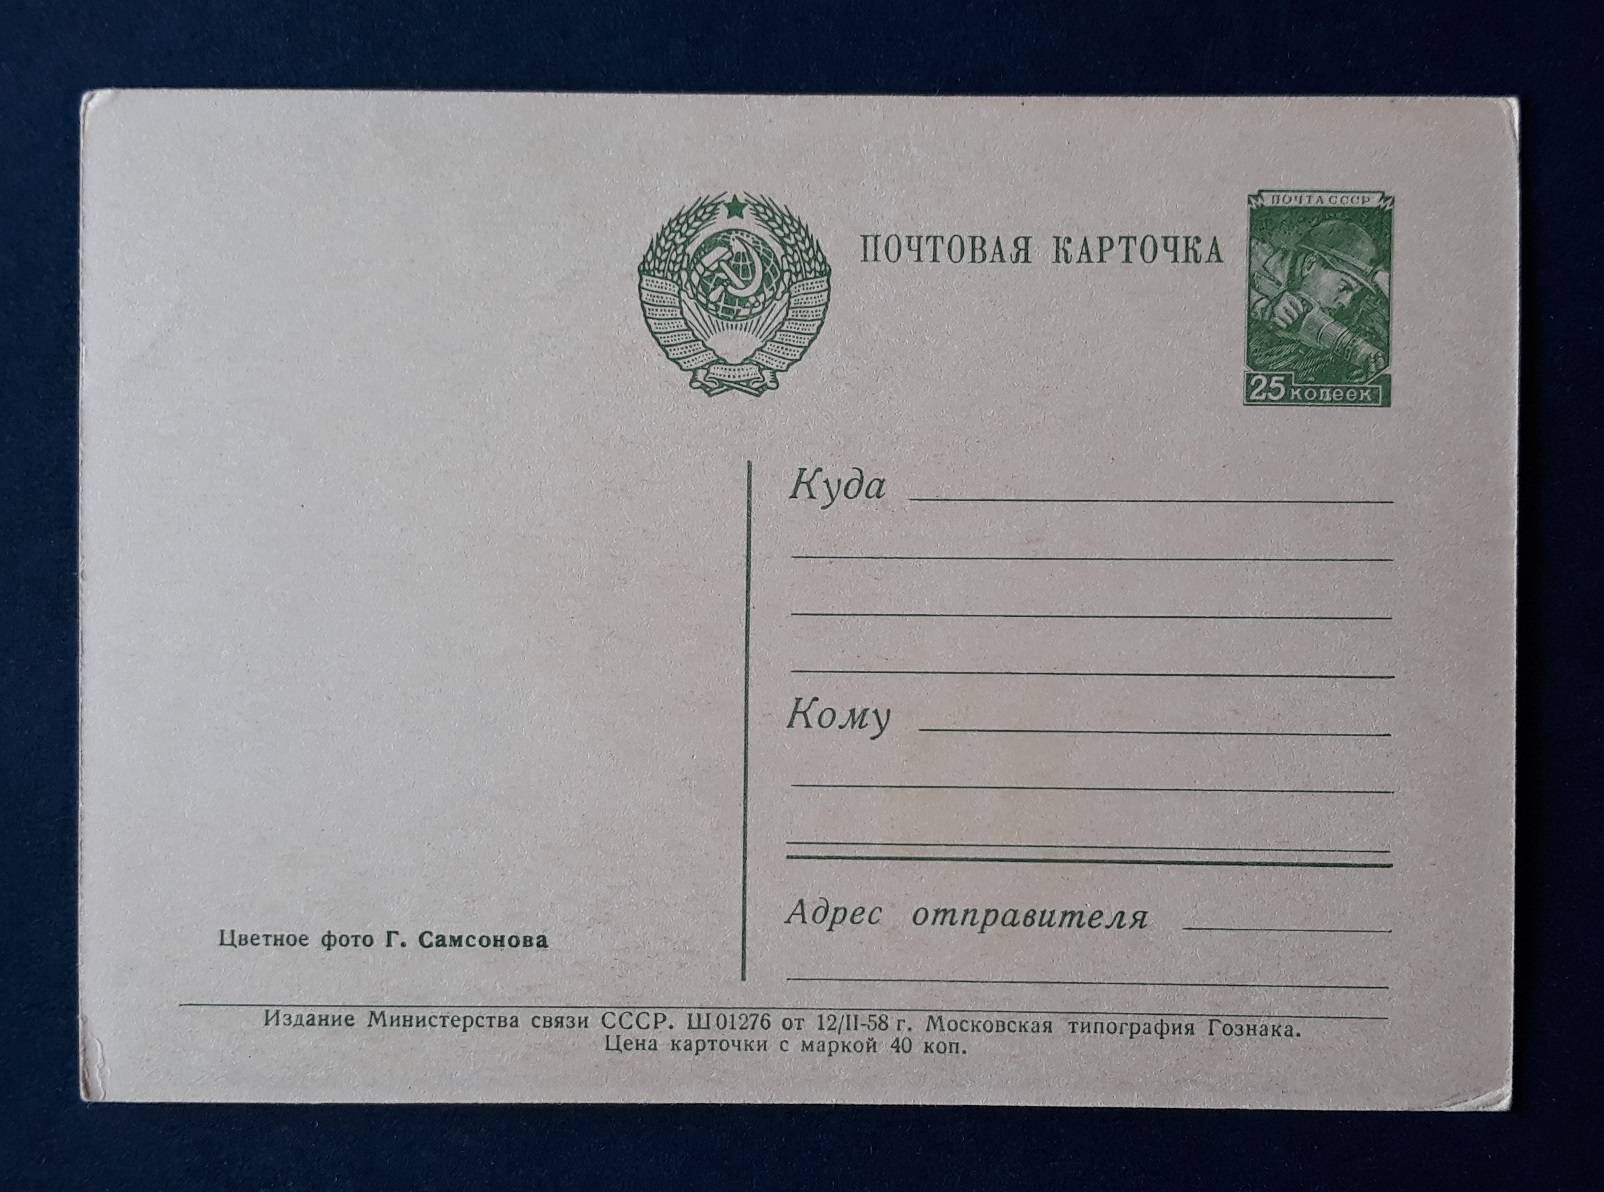 ПОЧТА СССР
ПОЧТОВАЯ КАРТОЧКА
25 копеек
Куда
Кому
Адрес отправителя
Цветное фото Г. Самсонова
Издание Министерства связи СССР. Ш 01276 от 12/II-58 г. Московская типография Гознака.
Цена карточки с маркой 40 коп.